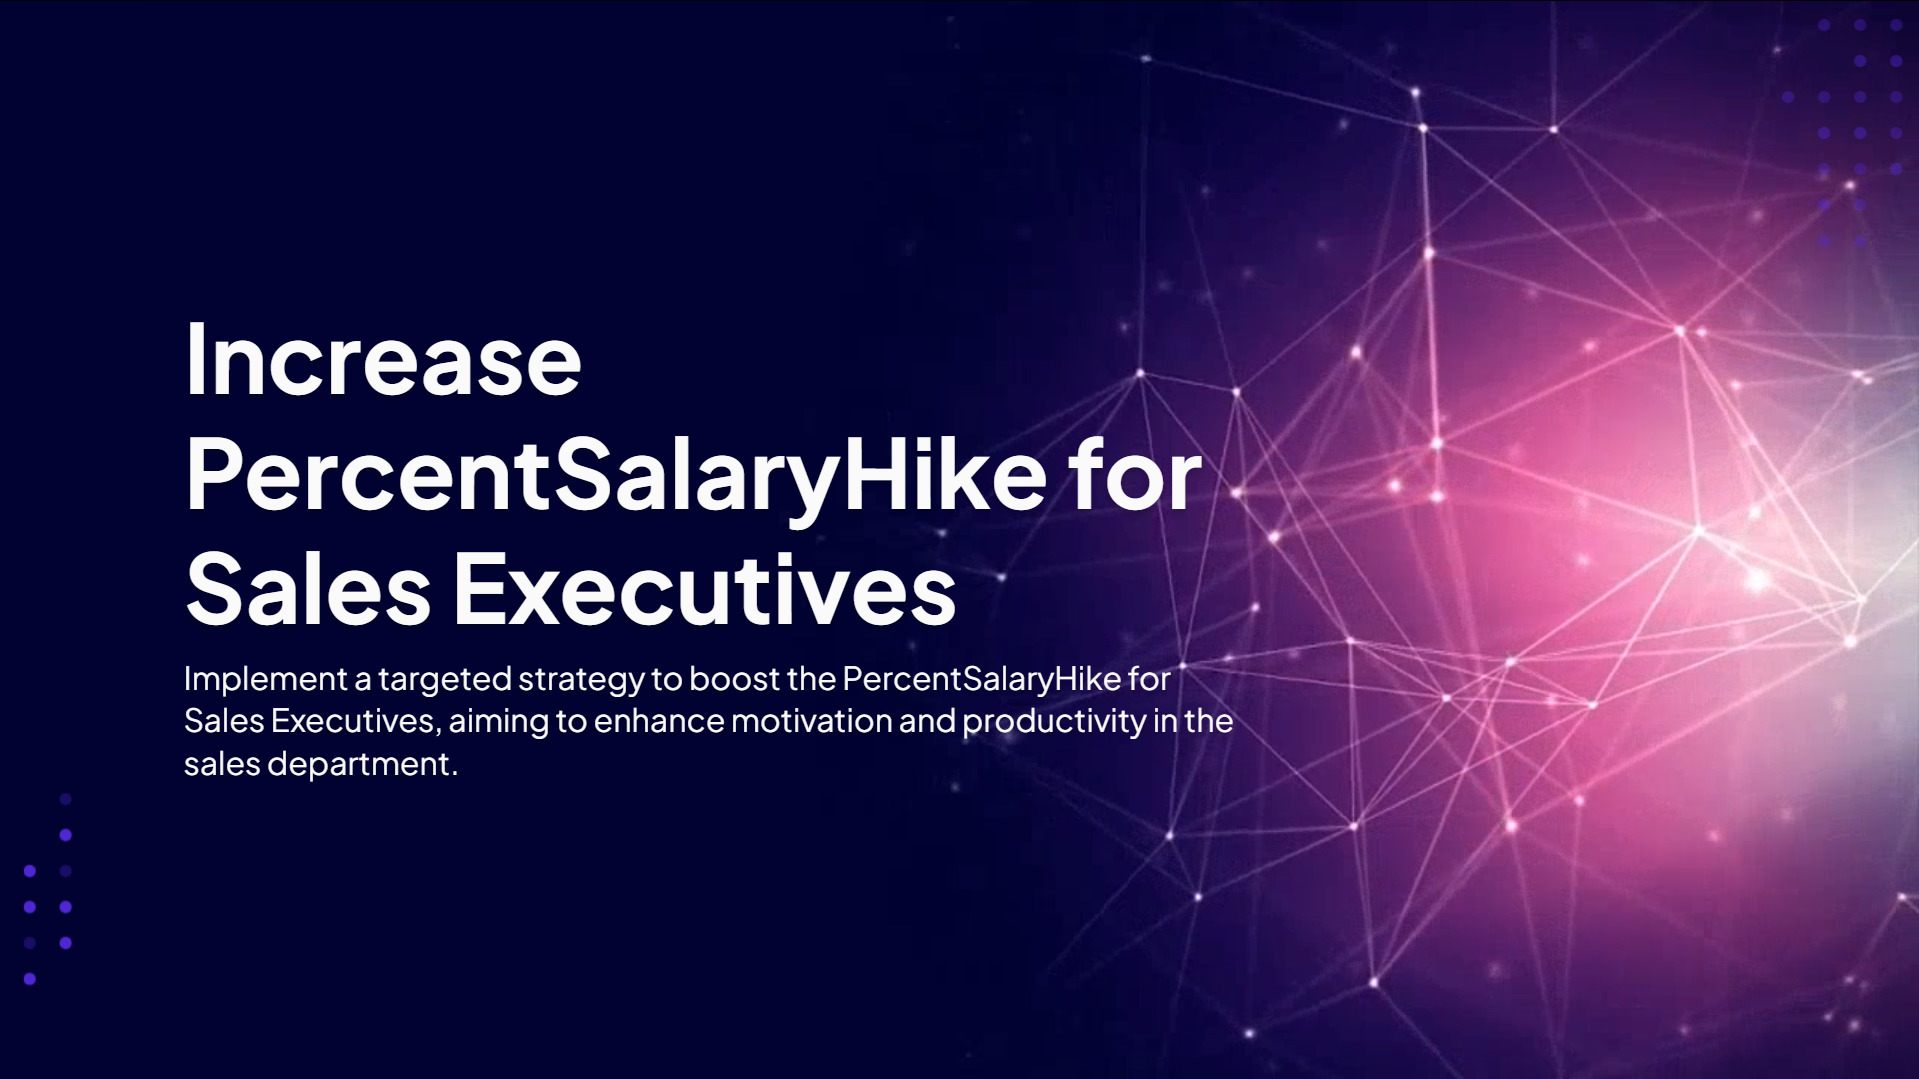 Increase
PercentSalaryHike for
Sales Executives
Implement a targeted strategy to boost the PercentSalaryHike for
Sales Executives, aiming to enhance motivation and productivity in the
sales department.